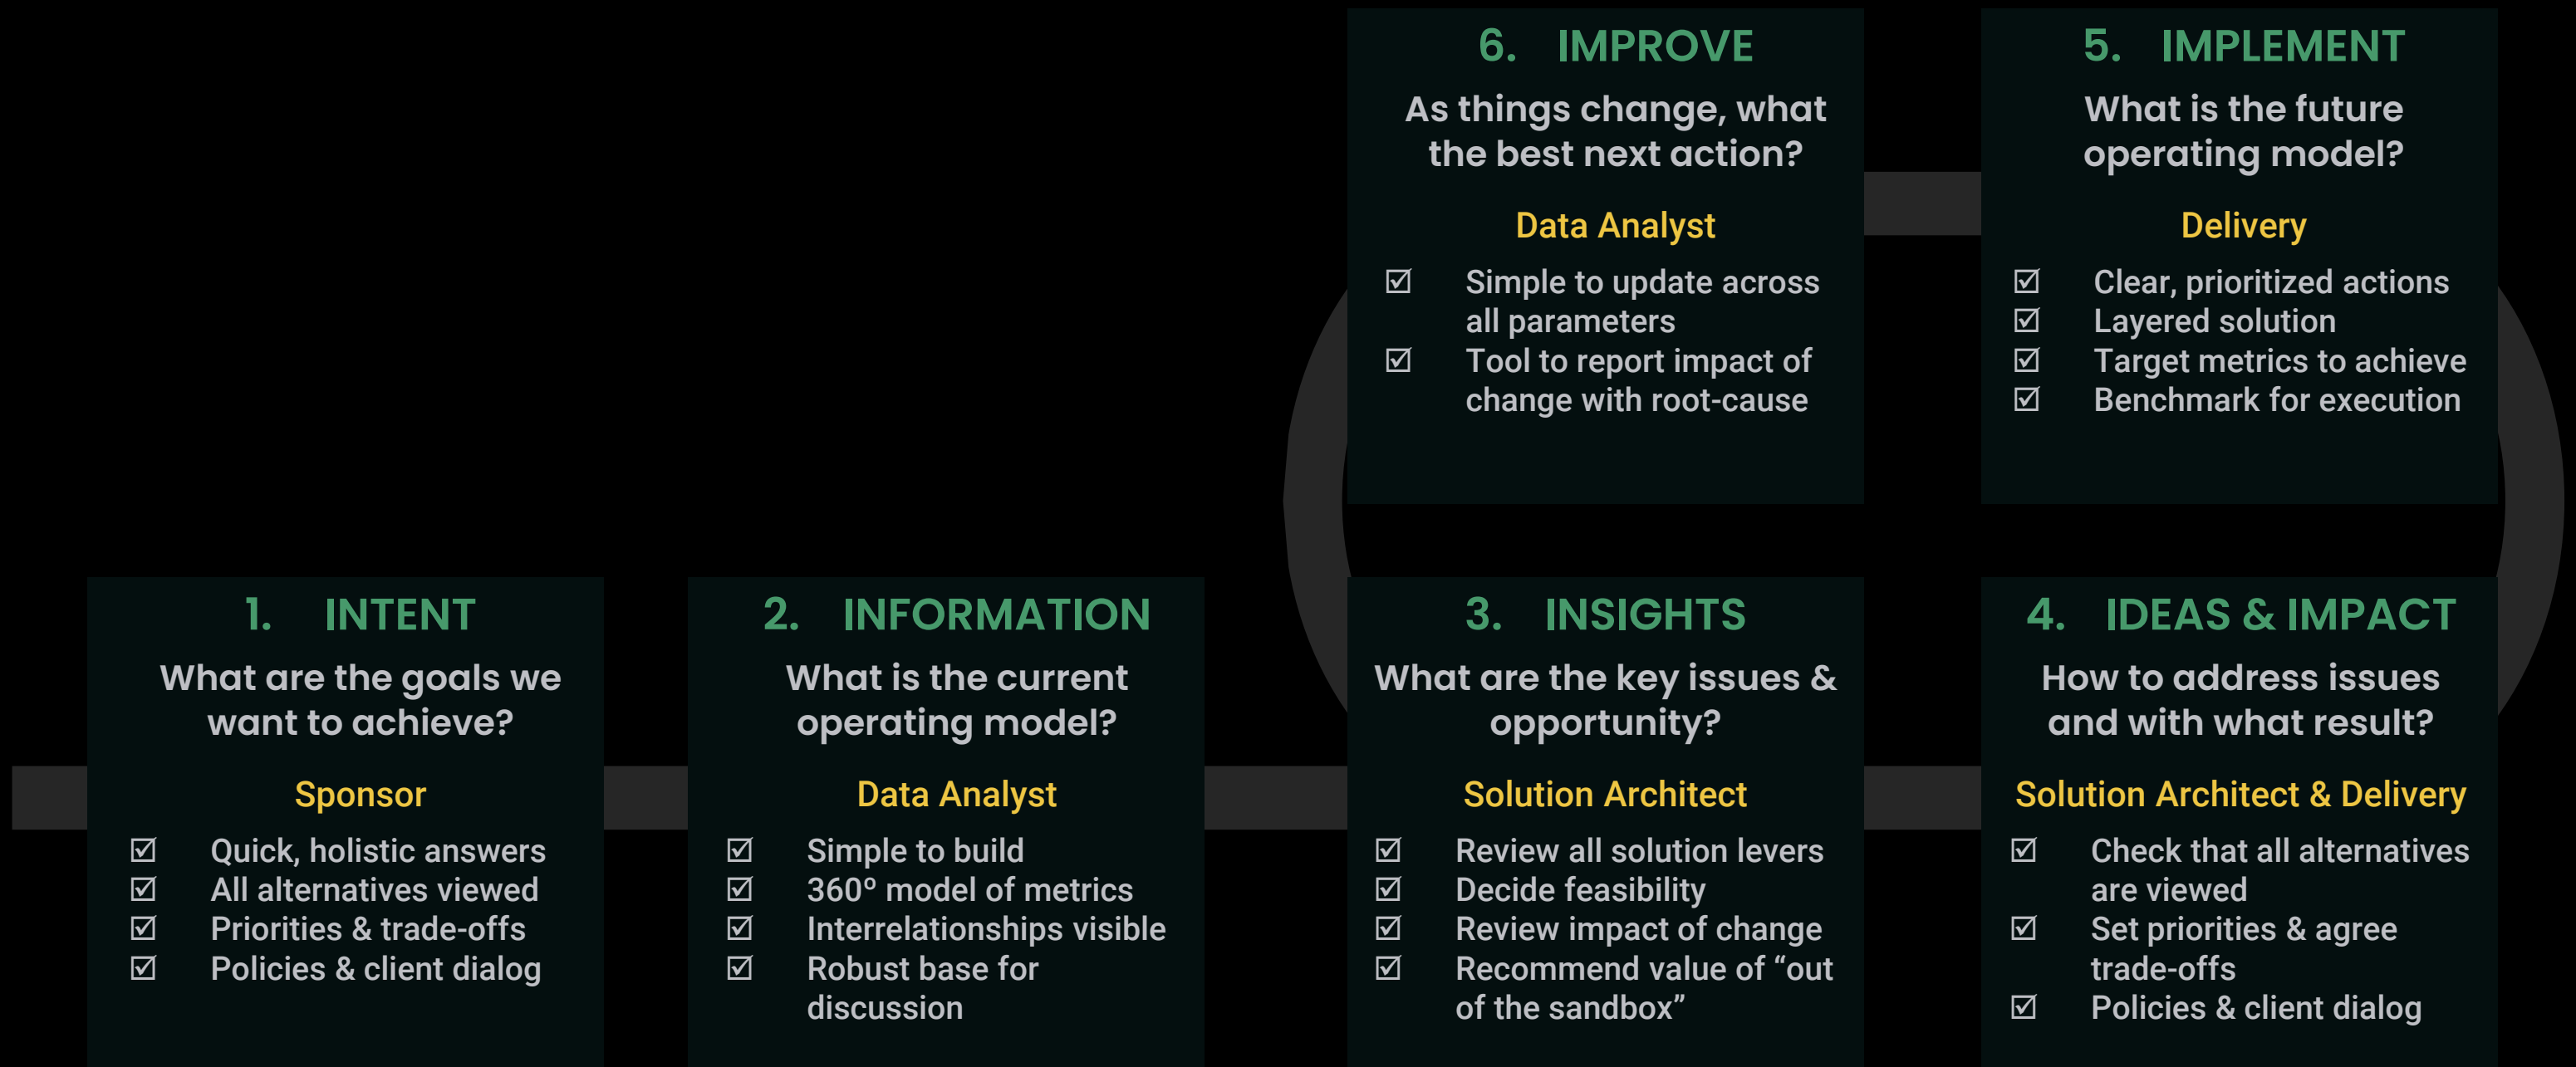 6. IMPROVE
As things change, what
the best next action?
Data Analyst
☑ Simple to update across
all parameters
☑ Tool to report impact of
change with root-cause
5. IMPLEMENT
What is the future
operating model?
Delivery
☑ Clear, prioritized actions
☑ Layered solution
☑ Target metrics to achieve
☑ Benchmark for execution
1. INTENT
What are the goals we
want to achieve?
Sponsor
☑ Quick, holistic answers
☑ All alternatives viewed
☑ Priorities & trade-offs
☑ Policies & client dialog
2. INFORMATION
What is the current
operating model?
Data Analyst
☑ Simple to build
☑ 360º model of metrics
☑ Interrelationships visible
☑ Robust base for
discussion
3. INSIGHTS
What are the key issues &
opportunity?
Solution Architect
☑ Review all solution levers
☑ Decide feasibility
☑ Review impact of change
☑ Recommend value of “out
of the sandbox”
4. IDEAS & IMPACT
How to address issues
and with what result?
Solution Architect & Delivery
☑ Check that all alternatives
are viewed
☑ Set priorities & agree
trade-offs
☑ Policies & client dialog